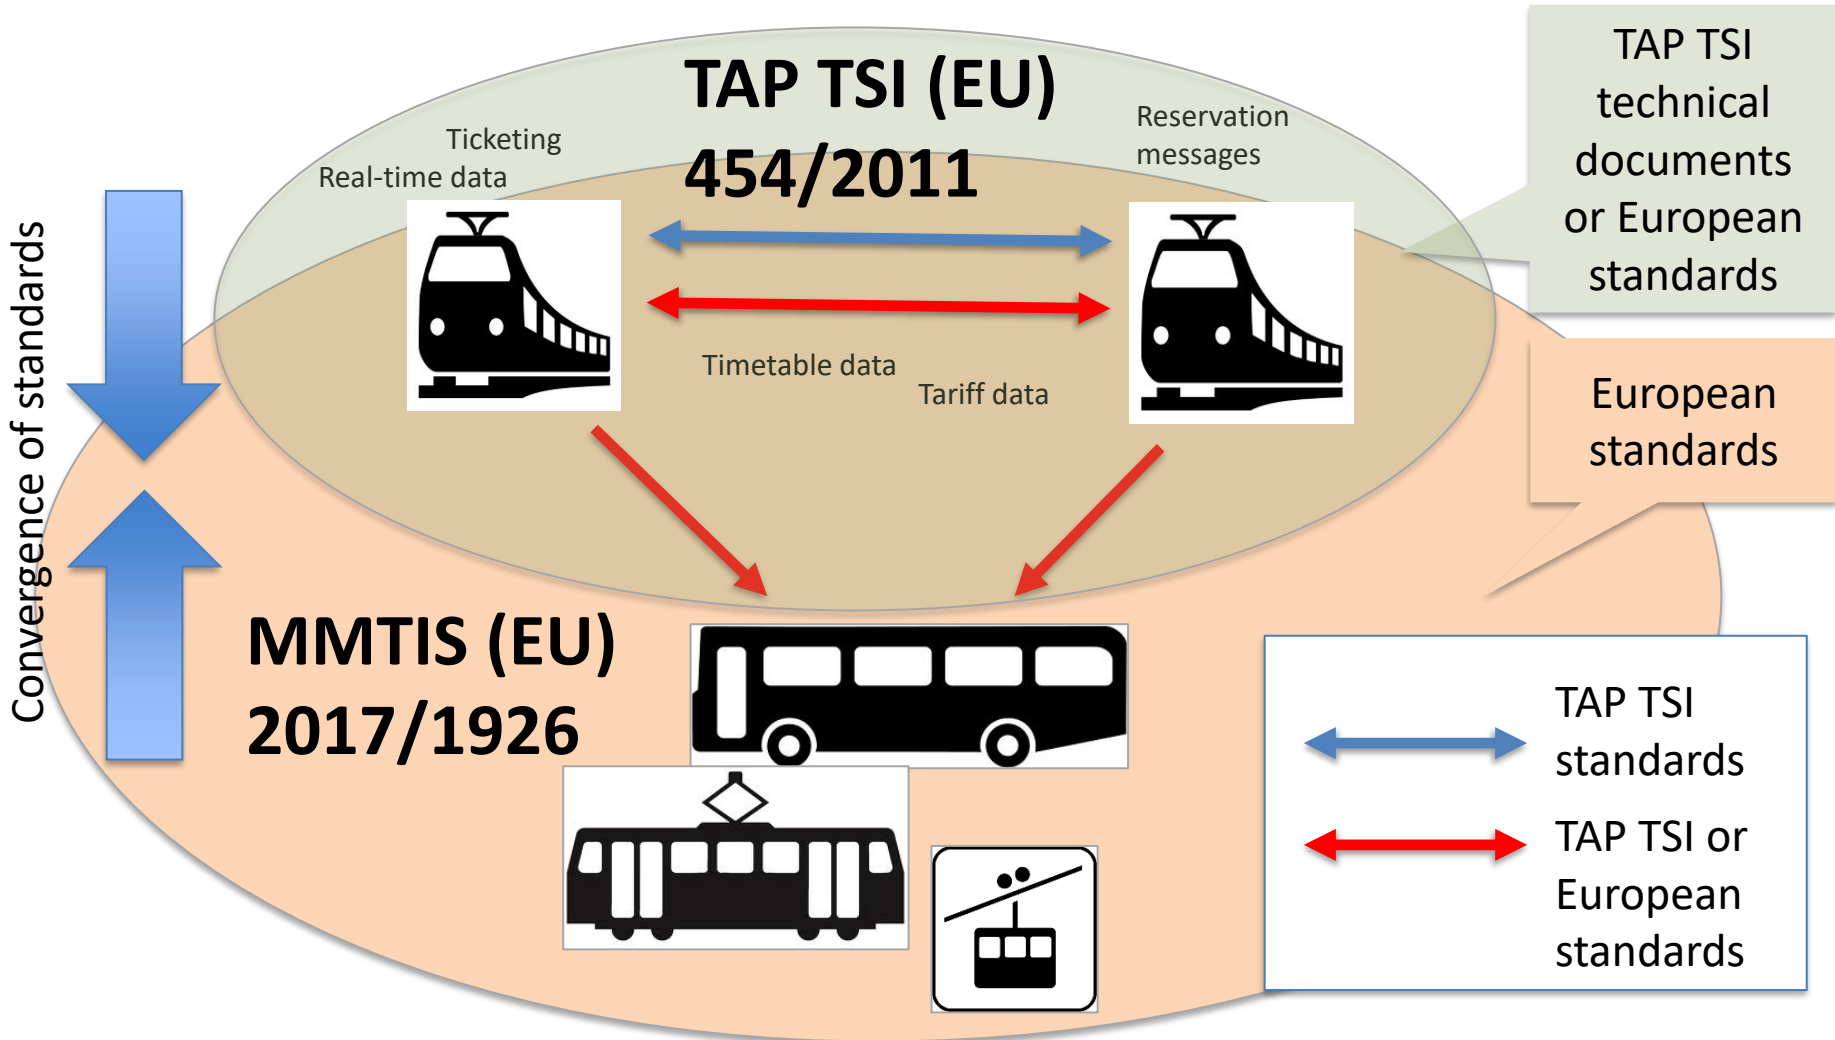 TAP TSI (EU)
454/2011
Ticketing
Real-time data
Reservation
messages
TAP TSI
technical
documents
or European
standards
Convergence of standards
Timetable data
Tariff data
European
standards
MMTIS (EU)
2017/1926
TAP TSI
standards
TAP TSI or
European
standards